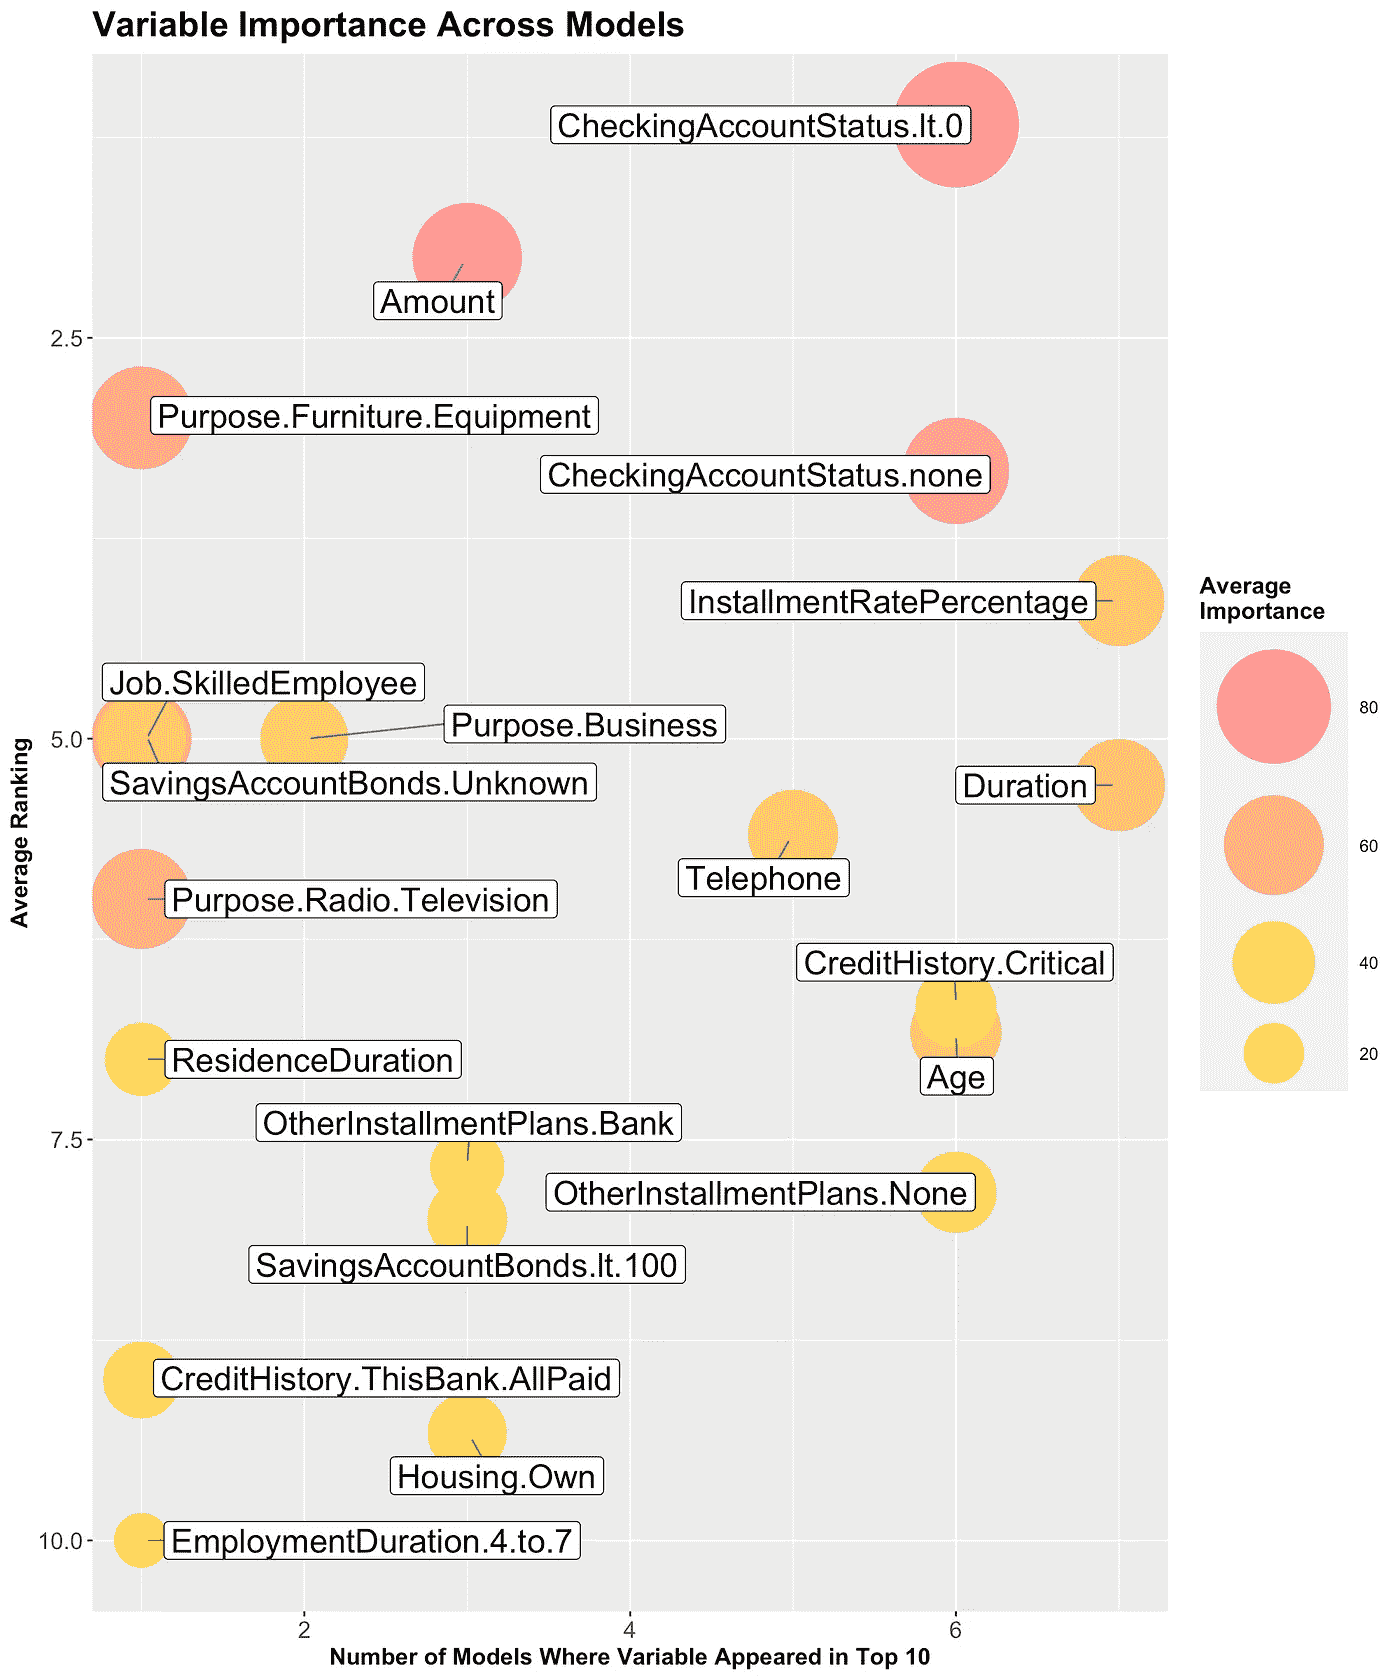 Variable Importance Across Models
CheckingAccountStatus.lt.0
Amount
2.5
Purpose.Furniture.Equipment
CheckingAccountStatus.none
InstallmentRatePercentage
Average
Importance
80
60
40
20
Job.SkilledEmployee
Purpose.Business
5.0
SavingsAccountBonds.Unknown
Duration
Average Ranking
Telephone
Purpose.Radio.Television
CreditHistory.Critical
ResidenceDuration
Age
OtherInstallmentPlans.Bank
7.5
OtherInstallmentPlans.None
SavingsAccountBonds.lt.100
CreditHistory.ThisBank.AllPaid
Housing.Own
10.0
EmploymentDuration.4.to.7
2 4 6
Number of Models Where Variable Appeared in Top 10